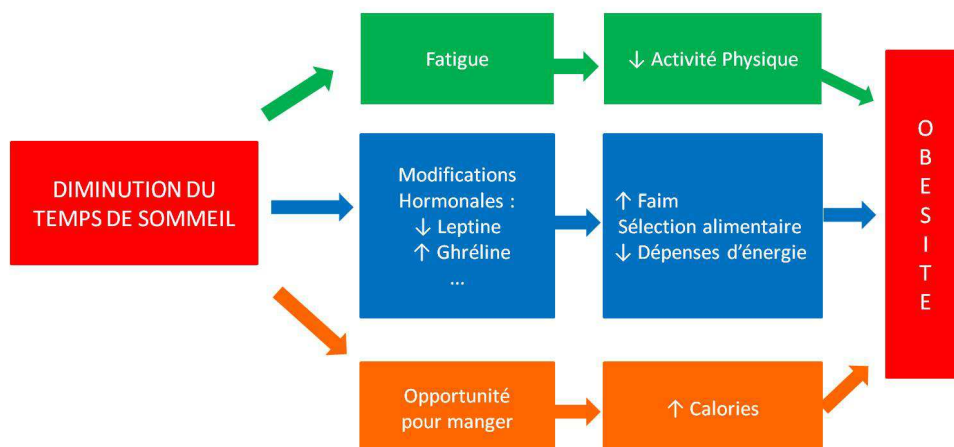 Fatigue
↓ Activité Physique
DIMINUTION DU
TEMPS DE SOMMEIL
Modifications
Hormonales :
↓ Leptine
↑ Ghréline
...
↑ Faim
Sélection alimentaire
↓ Dépenses d'énergie
Opportunité
pour manger
↑ Calories
O
B
E
S
I
T
E